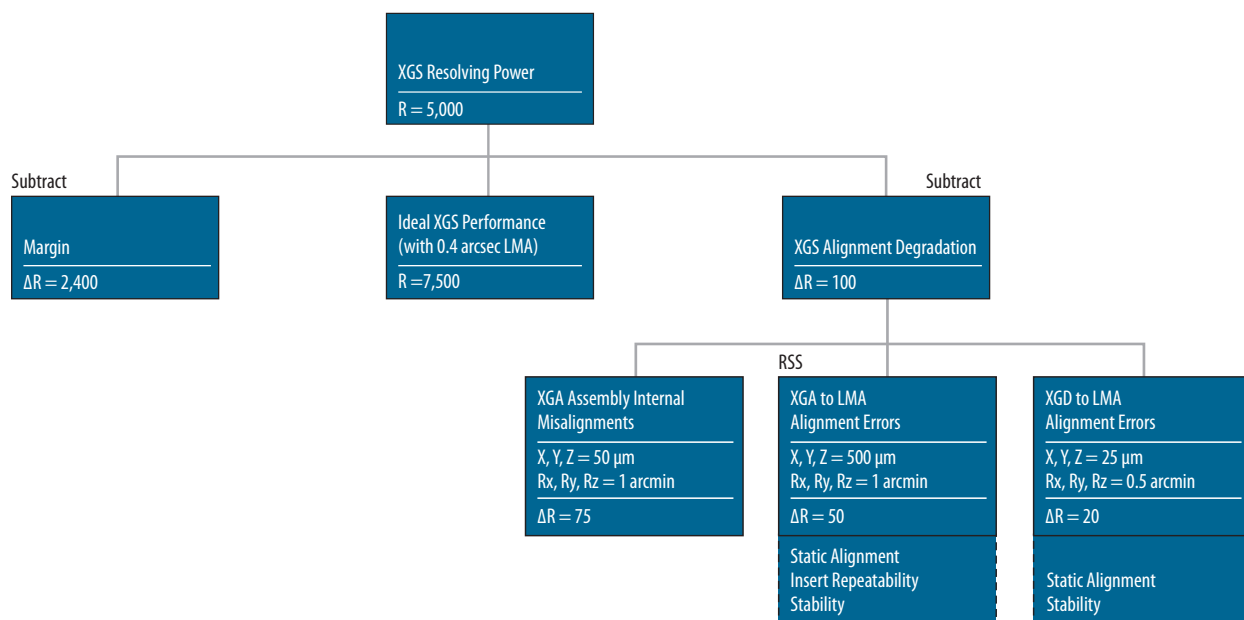 XGS Resolving Power
R = 5,000
Subtract
Subtract
Margin
ΔR = 2,400
Ideal XGS Performance
(with 0.4 arcsec LMA)
R =7,500
XGS Alignment Degradation
ΔR = 100
RSS
XGA Assembly Internal
Misalignments
X, Y, Z = 50 μm
Rx, Ry, Rz = 1 arcmin
ΔR = 75
XGA to LMA
Alignment Errors
X, Y, Z = 500 μm
Rx, Ry, Rz = 1 arcmin
ΔR = 50
Static Alignment
Insert Repeatability
Stability
XGD to LMA
Alignment Errors
X, Y, Z = 25 μm
Rx, Ry, Rz = 0.5 arcmin
ΔR = 20
Static Alignment
Stability